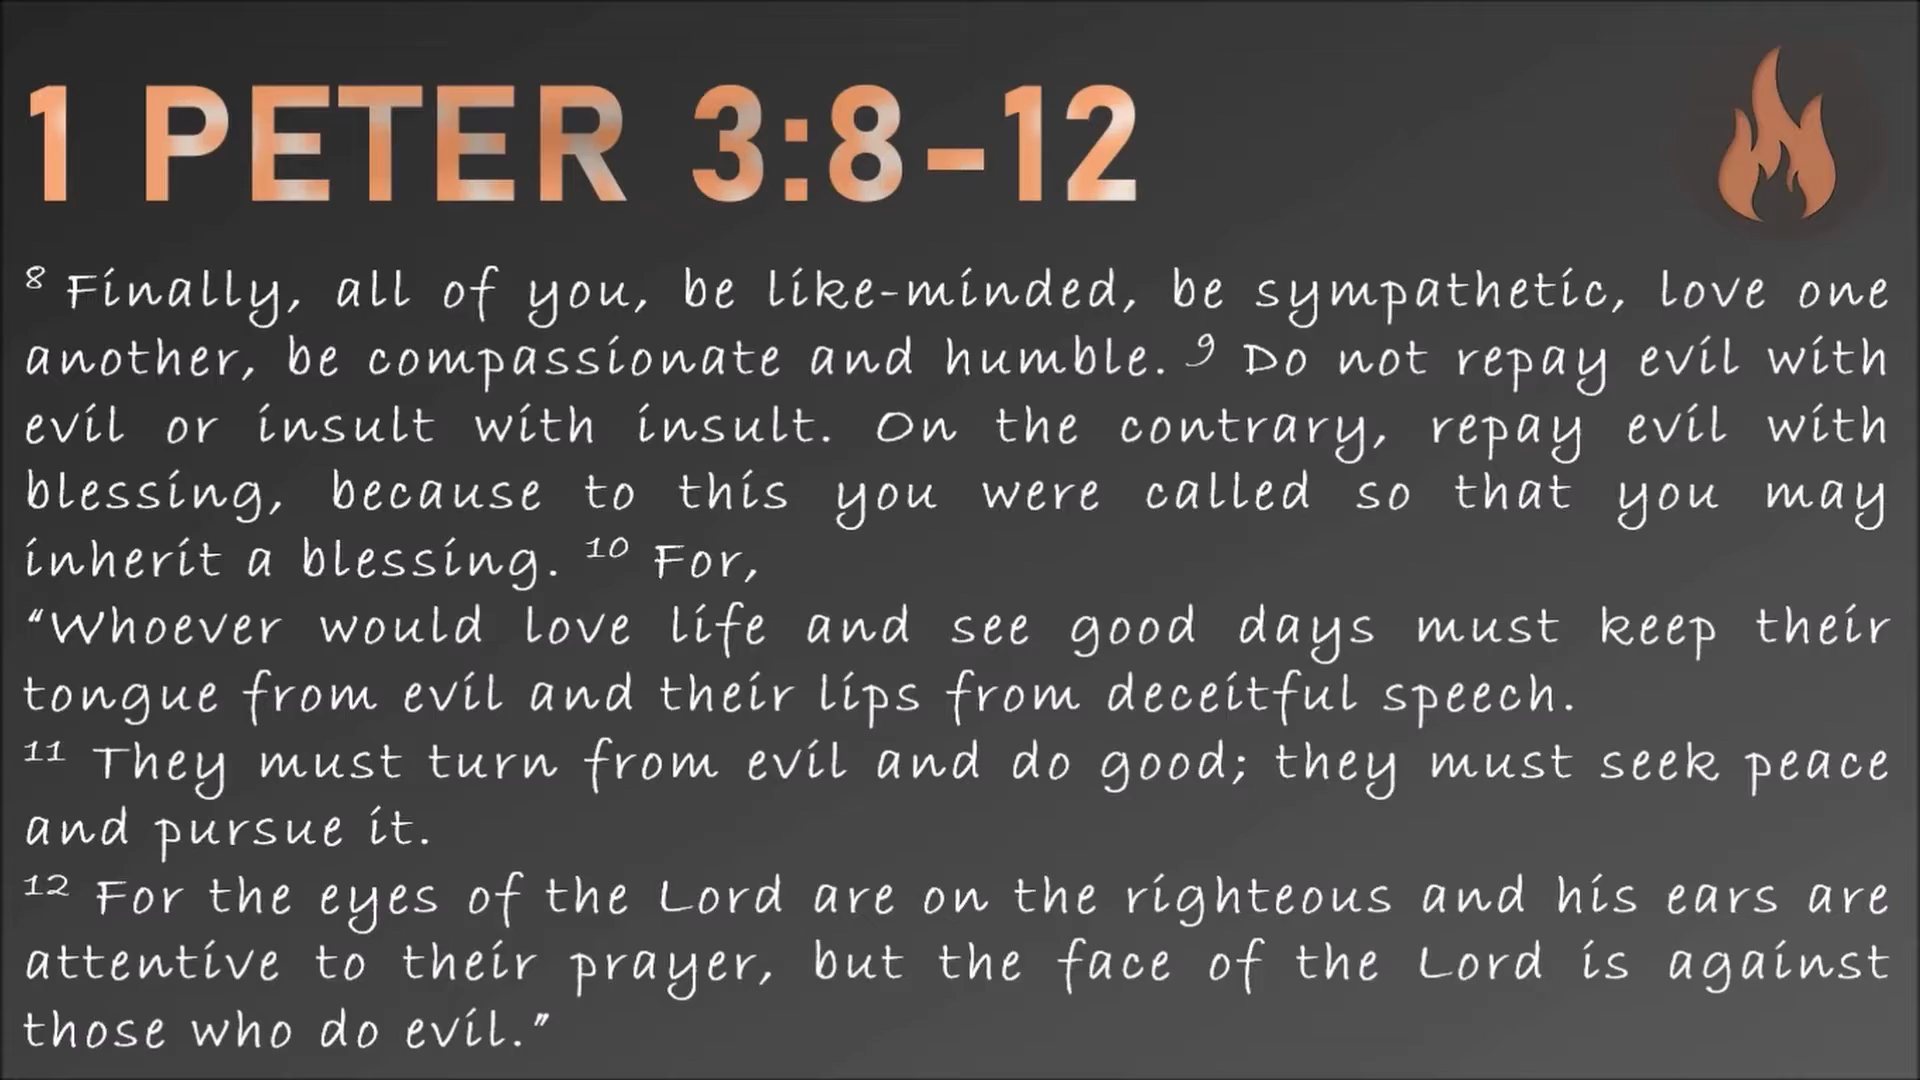 1 PETER 3:8-12
8 Finally, all of you, be like-minded, be sympathetic, love one
another, be compassionate and humble. 9 Do not repay evil with
evil or insult with insult. On the contrary, repay evil with
blessing, because to this you were called so that you may
inherit a blessing. 10 For,
“Whoever would love life and see good days must keep their
tongue from evil and their lips from deceitful speech.
11 They must turn from evil and do good; they must seek peace
and pursue it.
12 For the eyes of the Lord are on the righteous and his ears are
attentive to their prayer, but the face of the Lord is against
those who do evil.”